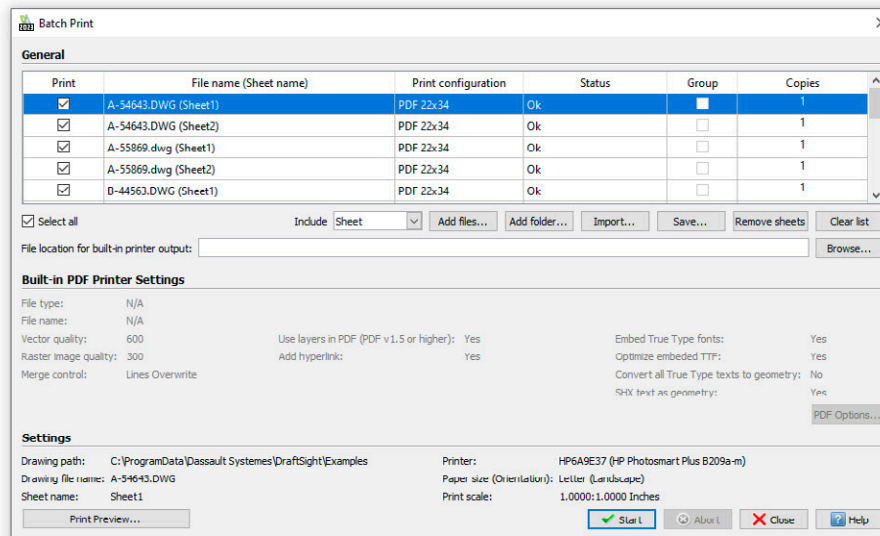 2023 Batch Print
General
Print File name (Sheet name) Print configuration Status Group Copies
A-54643.DWG (Sheet1) PDF 22x34 Ok 1
A-54643.DWG (Sheet2) PDF 22x34 Ok 1
A-55869.dwg (Sheet1) PDF 22x34 Ok 1
A-55869.dwg (Sheet2) PDF 22x34 Ok 1
B-44563.DWG (Sheet1) PDF 22x34 Ok 1
Select all Include Sheet Add files... Add folder... Import... Save... Remove sheets Clear list
File location for built-in printer output: Browse...
Built-in PDF Printer Settings
File type: N/A
File name: N/A
Vector quality: 600 Use layers in PDF (PDF v1.5 or higher): Yes Embed True Type fonts: Yes
Raster image quality: 300 Add hyperlink: Yes Optimize embeded TTF: Yes
Merge control: Lines Overwrite Convert all True Type texts to geometry: No
SHX text as geometry: Yes
PDF Options...
Settings
Drawing path: C:\ProgramData\Dassault Systemes\DraftSight\Examples Printer: HP6A9E37 (HP Photosmart Plus B209a-m)
Drawing file name: A-54643.DWG Paper size (Orientation): Letter (Landscape)
Sheet name: Sheet1 Print scale: 1.0000:1.0000 Inches
Print Preview... Start Abort Close Help